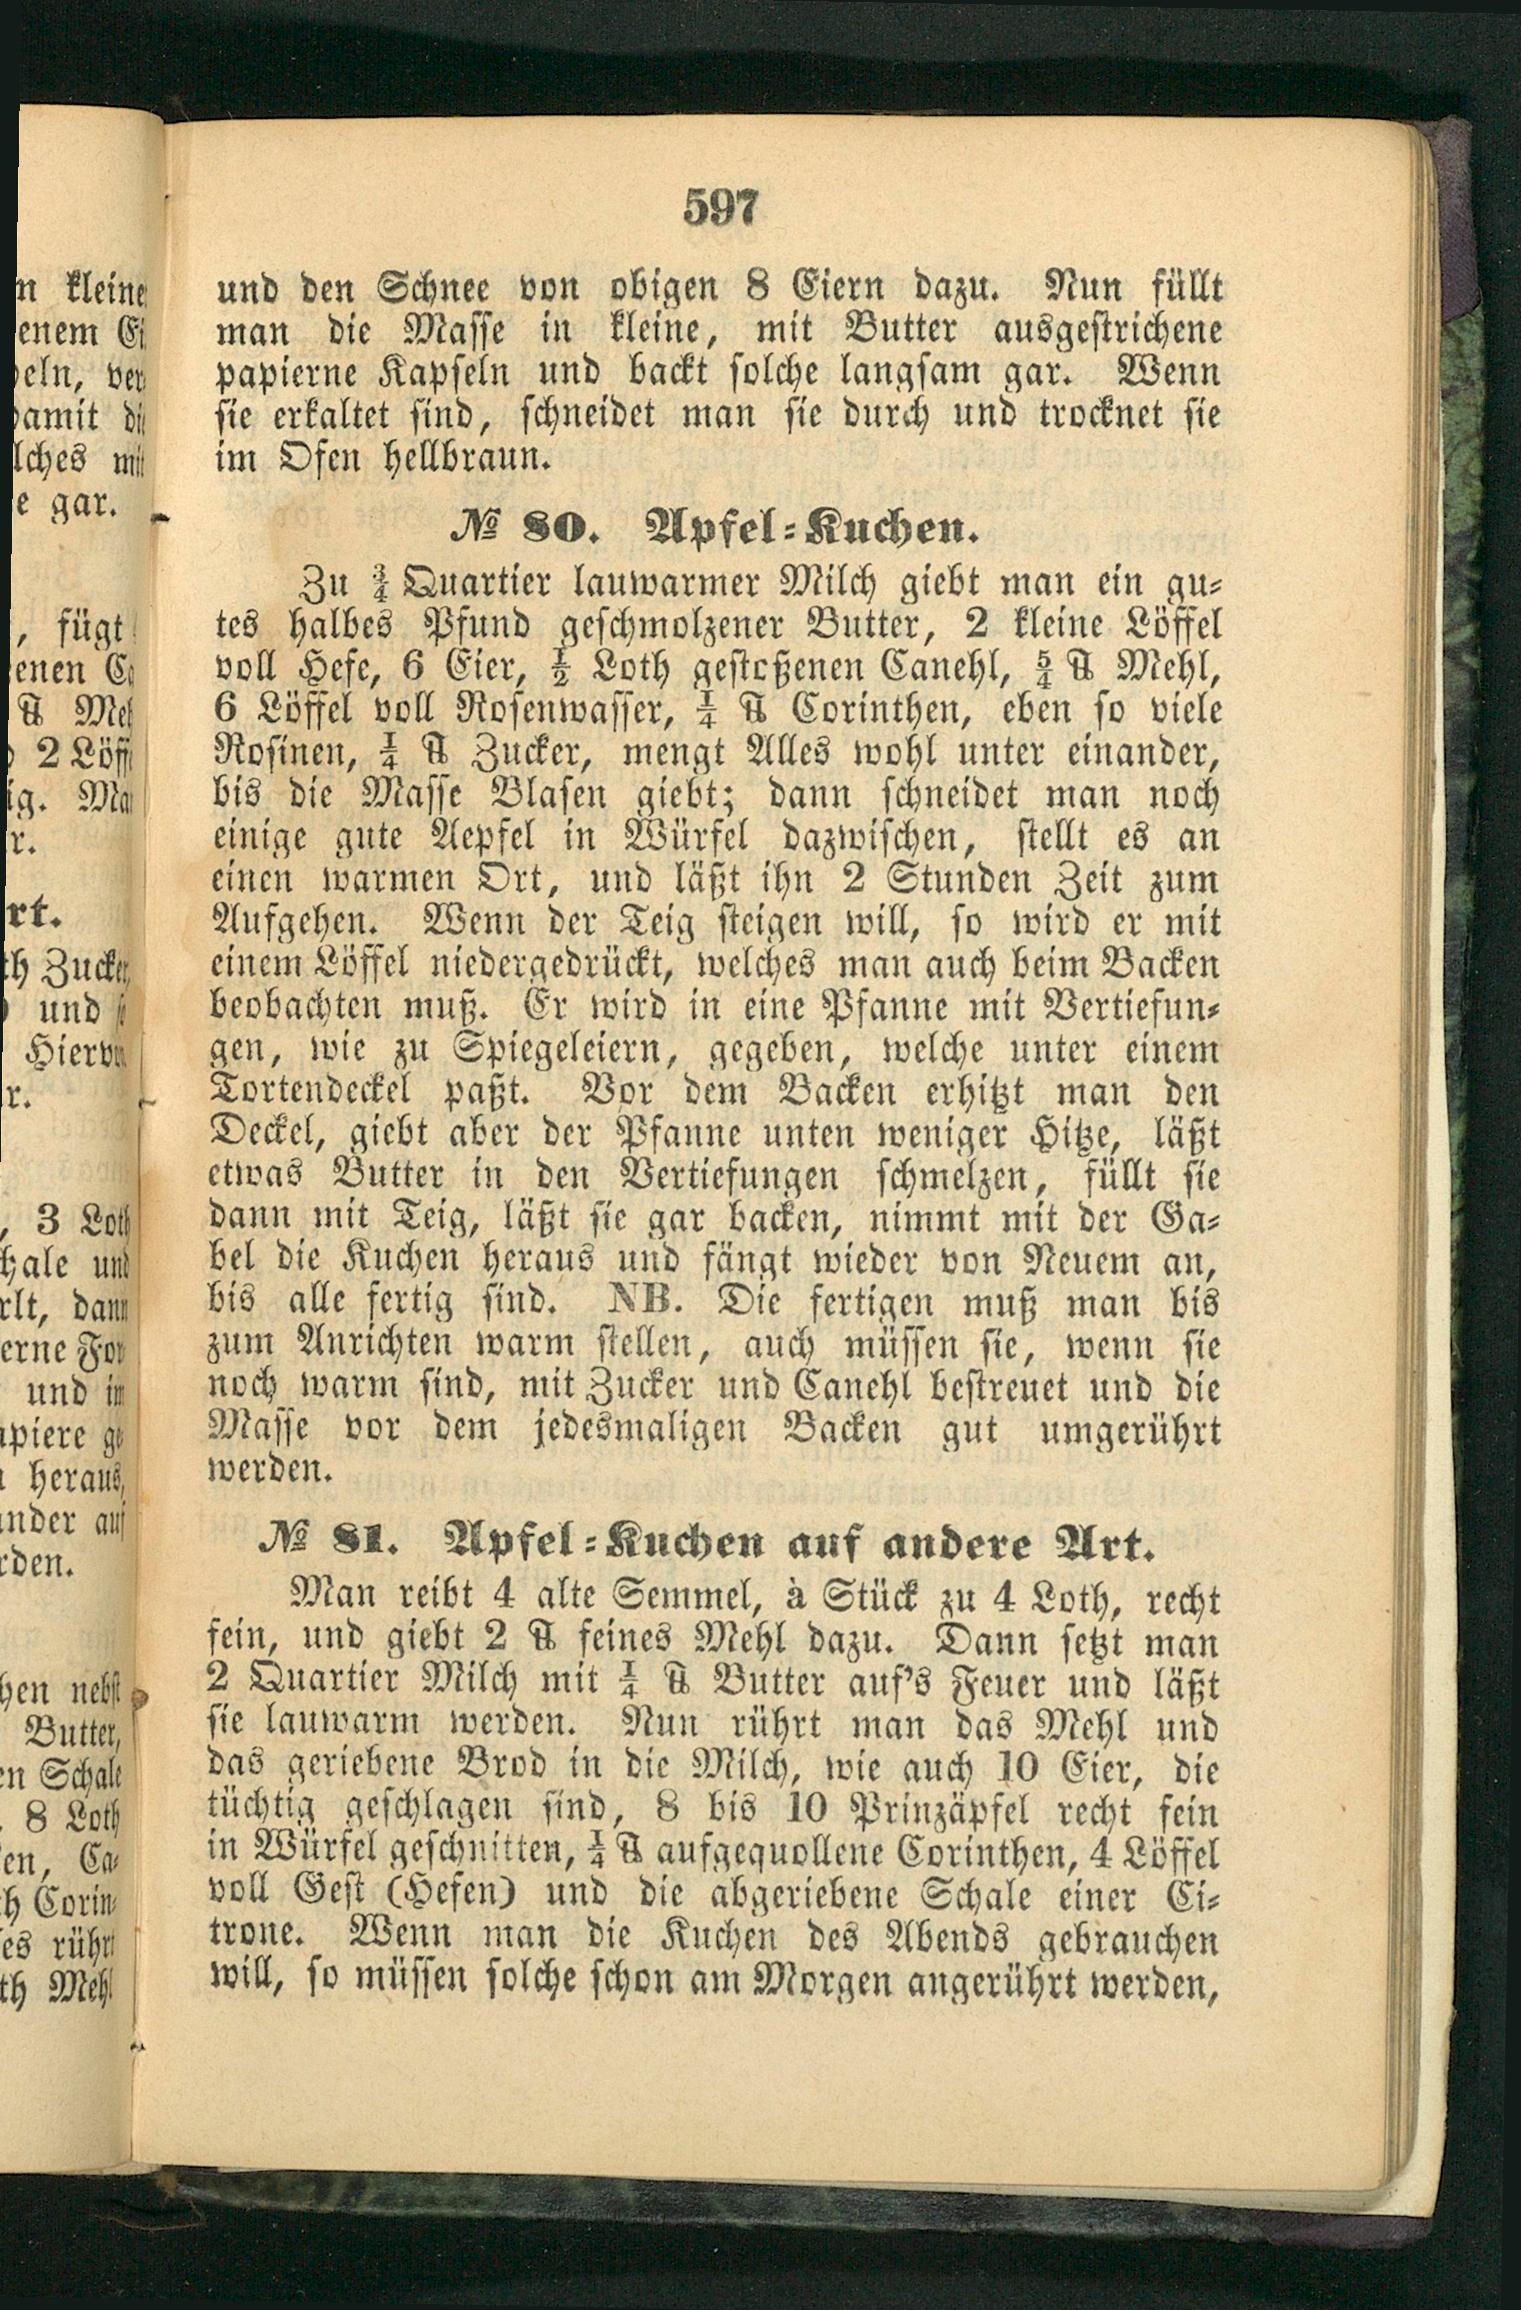 597
und den Schnee von obigen 8 Eiern dazu. Nun füllt
man die Masse in kleine, mit Butter ausgestrichene
papierne Kapseln und backt solche langsam gar. Wenn
sie erkaltet sind, schneidet man sie durch und trocknet sie
im Ofen hellbraun.
№ 80. Apfel-Kuchen.
Zu ¾ Quartier lauwarmer Milch giebt man ein gu-
tes halbes Pfund geschmolzener Butter, 2 kleine Löffel
voll Hefe, 6 Eier, ½ Loth gestoßenen Canehl, 5/4 ℔ Mehl,
6 Löffel voll Rosenwasser, ¼ ℔ Corinthen, eben so viele
Rosinen, ¼ ℔ Zucker, mengt Alles wohl unter einander,
bis die Masse Blasen giebt; dann schneidet man noch
einige gute Aepfel in Würfel dazwischen, stellt es an
einen warmen Ort, und läßt ihn 2 Stunden Zeit zum
Aufgehen. Wenn der Teig steigen will, so wird er mit
einem Löffel niedergedrückt, welches man auch beim Backen
beobachten muß. Er wird in eine Pfanne mit Vertiefun-
gen, wie zu Spiegeleiern, gegeben, welche unter einem
Tortendeckel paßt. Vor dem Backen erhitzt man den
Deckel, giebt aber der Pfanne unten weniger Hitze, läßt
etwas Butter in den Vertiefungen schmelzen, füllt sie
dann mit Teig, läßt sie gar backen, nimmt mit der Ga-
bel die Kuchen heraus und fängt wieder von Neuem an,
bis alle fertig sind. NB. Die fertigen muß man bis
zum Anrichten warm stellen, auch müssen sie, wenn sie
noch warm sind, mit Zucker und Canehl bestreuet und die
Masse vor dem jedesmaligen Backen gut umgerührt
werden.
№ 81. Apfel-Kuchen auf andere Art.
Man reibt 4 alte Semmel, à Stück zu 4 Loth, recht
fein, und giebt 2 ℔ feines Mehl dazu. Dann setzt man
2 Quartier Milch mit ¼ ℔ Butter auf's Feuer und läßt
sie lauwarm werden. Nun rührt man das Mehl und
das geriebene Brod in die Milch, wie auch 10 Eier, die
tüchtig geschlagen sind, 8 bis 10 Prinzäpfel recht fein
in Würfel geschnitten, ¼ ℔ aufgequollene Corinthen, 4 Löffel
voll Gest (Hefen) und die abgeriebene Schale einer Ci-
trone. Wenn man die Kuchen des Abends gebrauchen
will, so müssen solche schon am Morgen angerührt werden,